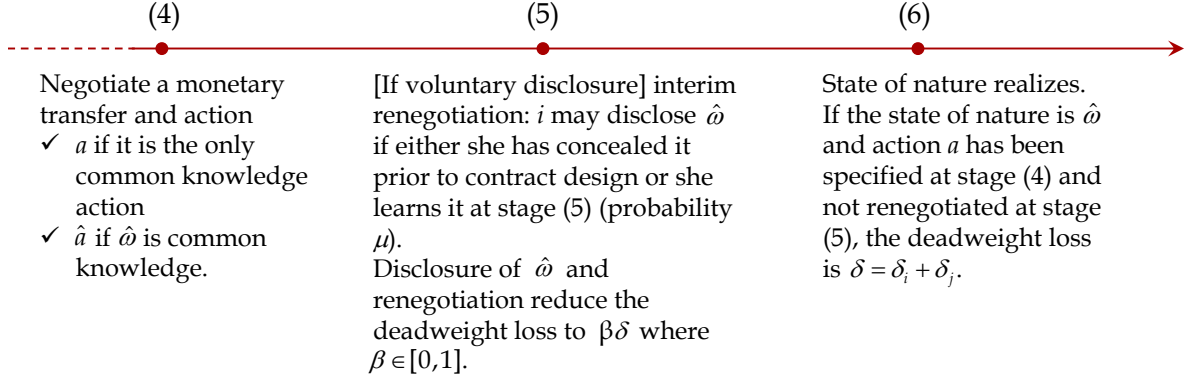 (4)
(5)
(6)
Negotiate a monetary
transfer and action
✓ a if it is the only
common knowledge
action
✓ â if ω̂ is common
knowledge.
[If voluntary disclosure] interim
renegotiation: i may disclose ω̂
if either she has concealed it
prior to contract design or she
learns it at stage (5) (probability
μ).
Disclosure of ω̂ and
renegotiation reduce the
deadweight loss to βδ where
β ∈ [0,1].
State of nature realizes.
If the state of nature is ω̂
and action a has been
specified at stage (4) and
not renegotiated at stage
(5), the deadweight loss
is δ = δᵢ + δⱼ.